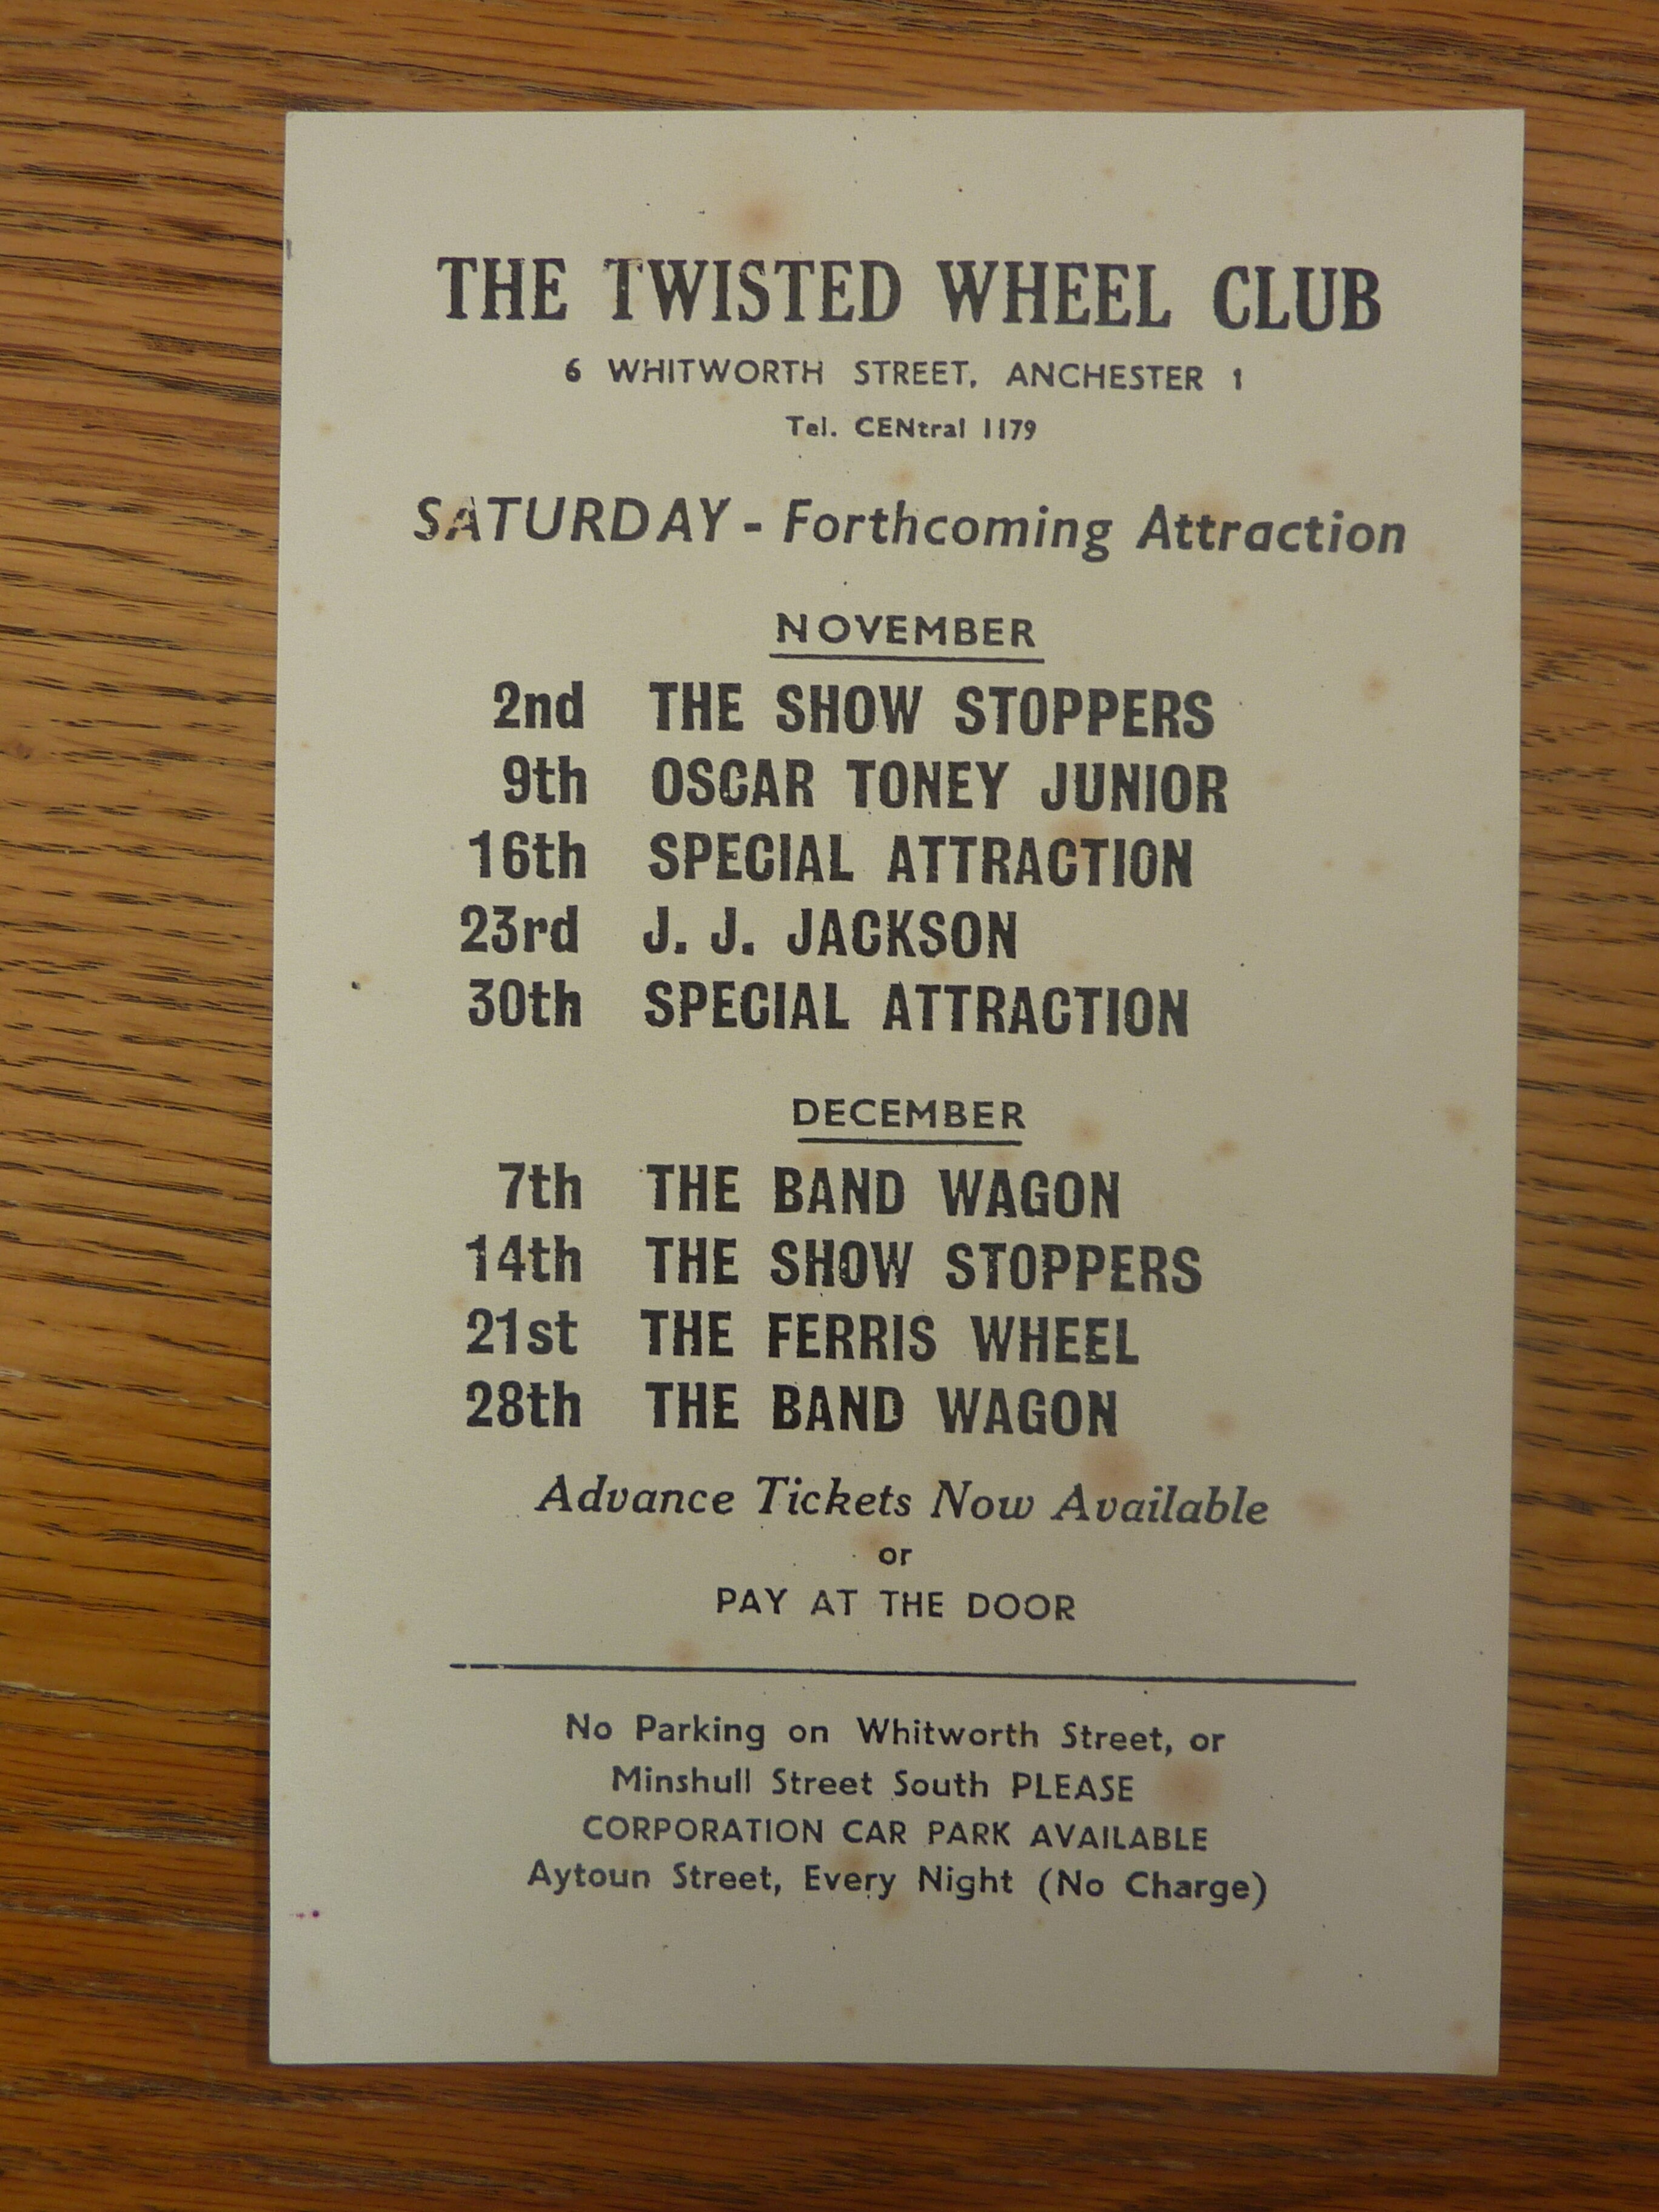 THE TWISTED WHEEL CLUB
6 WHITWORTH STREET, ANCHESTER 1
Tel. CENtral 1179
SATURDAY - Forthcoming Attraction
NOVEMBER
2nd THE SHOW STOPPERS
9th OSCAR TONEY JUNIOR
16th SPECIAL ATTRACTION
23rd J. J. JACKSON
30th SPECIAL ATTRACTION
DECEMBER
7th THE BAND WAGON
14th THE SHOW STOPPERS
21st THE FERRIS WHEEL
28th THE BAND WAGON
Advance Tickets Now Available
or
PAY AT THE DOOR
No Parking on Whitworth Street, or
Minshull Street South PLEASE
CORPORATION CAR PARK AVAILABLE
Aytoun Street, Every Night (No Charge)